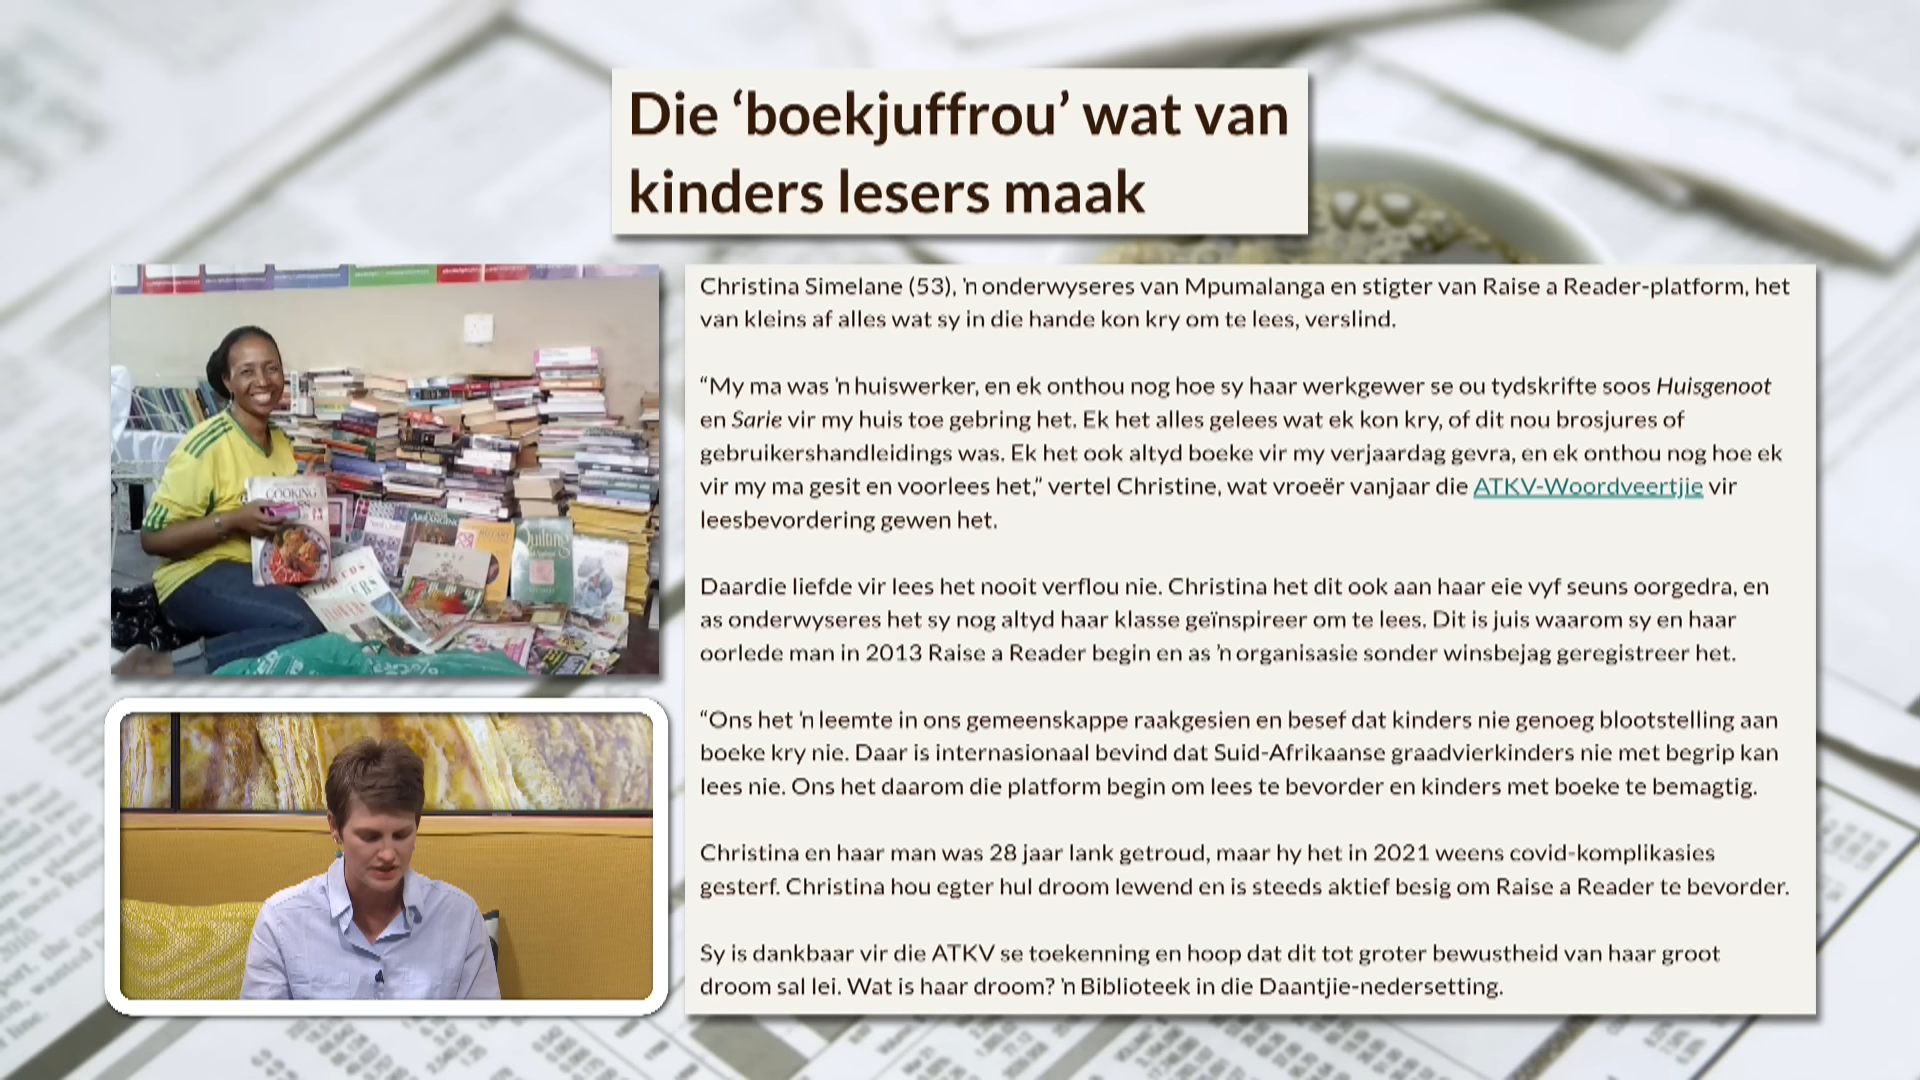 Die ‘boekjuffrou’ wat van
kinders lesers maak
Christina Simelane (53), 'n onderwyseres van Mpumalanga en stigter van Raise a Reader-platform, het
van kleins af alles wat sy in die hande kon kry om te lees, verslind.
“My ma was 'n huiswerker, en ek onthou nog hoe sy haar werkgewer se ou tydskrifte soos Huisgenoot
en Sarie vir my huis toe gebring het. Ek het alles gelees wat ek kon kry, of dit nou brosjures of
gebruikershandleidings was. Ek het ook altyd boeke vir my verjaardag gevra, en ek onthou nog hoe ek
vir my ma gesit en voorlees het,” vertel Christine, wat vroeër vanjaar die ATKV-Woordveertjie vir
leesbevordering gewen het.
Daardie liefde vir lees het nooit verflou nie. Christina het dit ook aan haar eie vyf seuns oorgedra, en
as onderwyseres het sy nog altyd haar klasse geïnspireer om te lees. Dit is juis waarom sy en haar
oorlede man in 2013 Raise a Reader begin en as 'n organisasie sonder winsbejag geregistreer het.
“Ons het 'n leemte in ons gemeenskappe raakgesien en besef dat kinders nie genoeg blootstelling aan
boeke kry nie. Daar is internasionaal bevind dat Suid-Afrikaanse graadvierkinders nie met begrip kan
lees nie. Ons het daarom die platform begin om lees te bevorder en kinders met boeke te bemagtig.
Christina en haar man was 28 jaar lank getroud, maar hy het in 2021 weens covid-komplikasies
gesterf. Christina hou egter hul droom lewend en is steeds aktief besig om Raise a Reader te bevorder.
Sy is dankbaar vir die ATKV se toekenning en hoop dat dit tot groter bewustheid van haar groot
droom sal lei. Wat is haar droom? 'n Biblioteek in die Daantjie-nedersetting.
COOKING
ARRANGING
Quilting